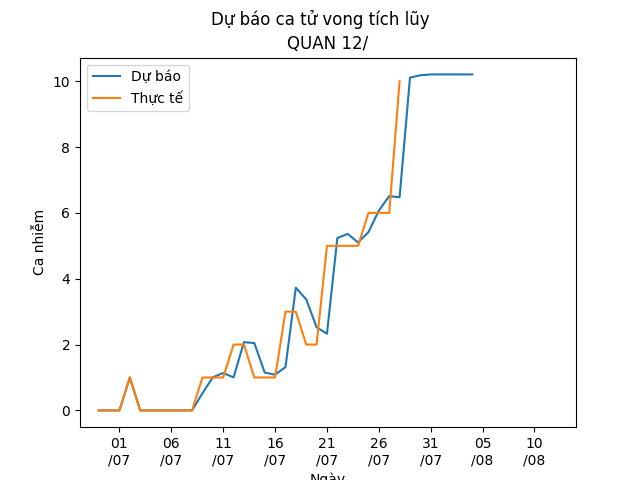 Dự báo ca tử vong tích lũy
QUAN 12/
Dự báo
Thực tế
Ca nhiễm
10
8
6
4
2
0
01 06 11 16 21 26 31 05 10
/07 /07 /07 /07 /07 /07 /07 /08 /08
Ngày